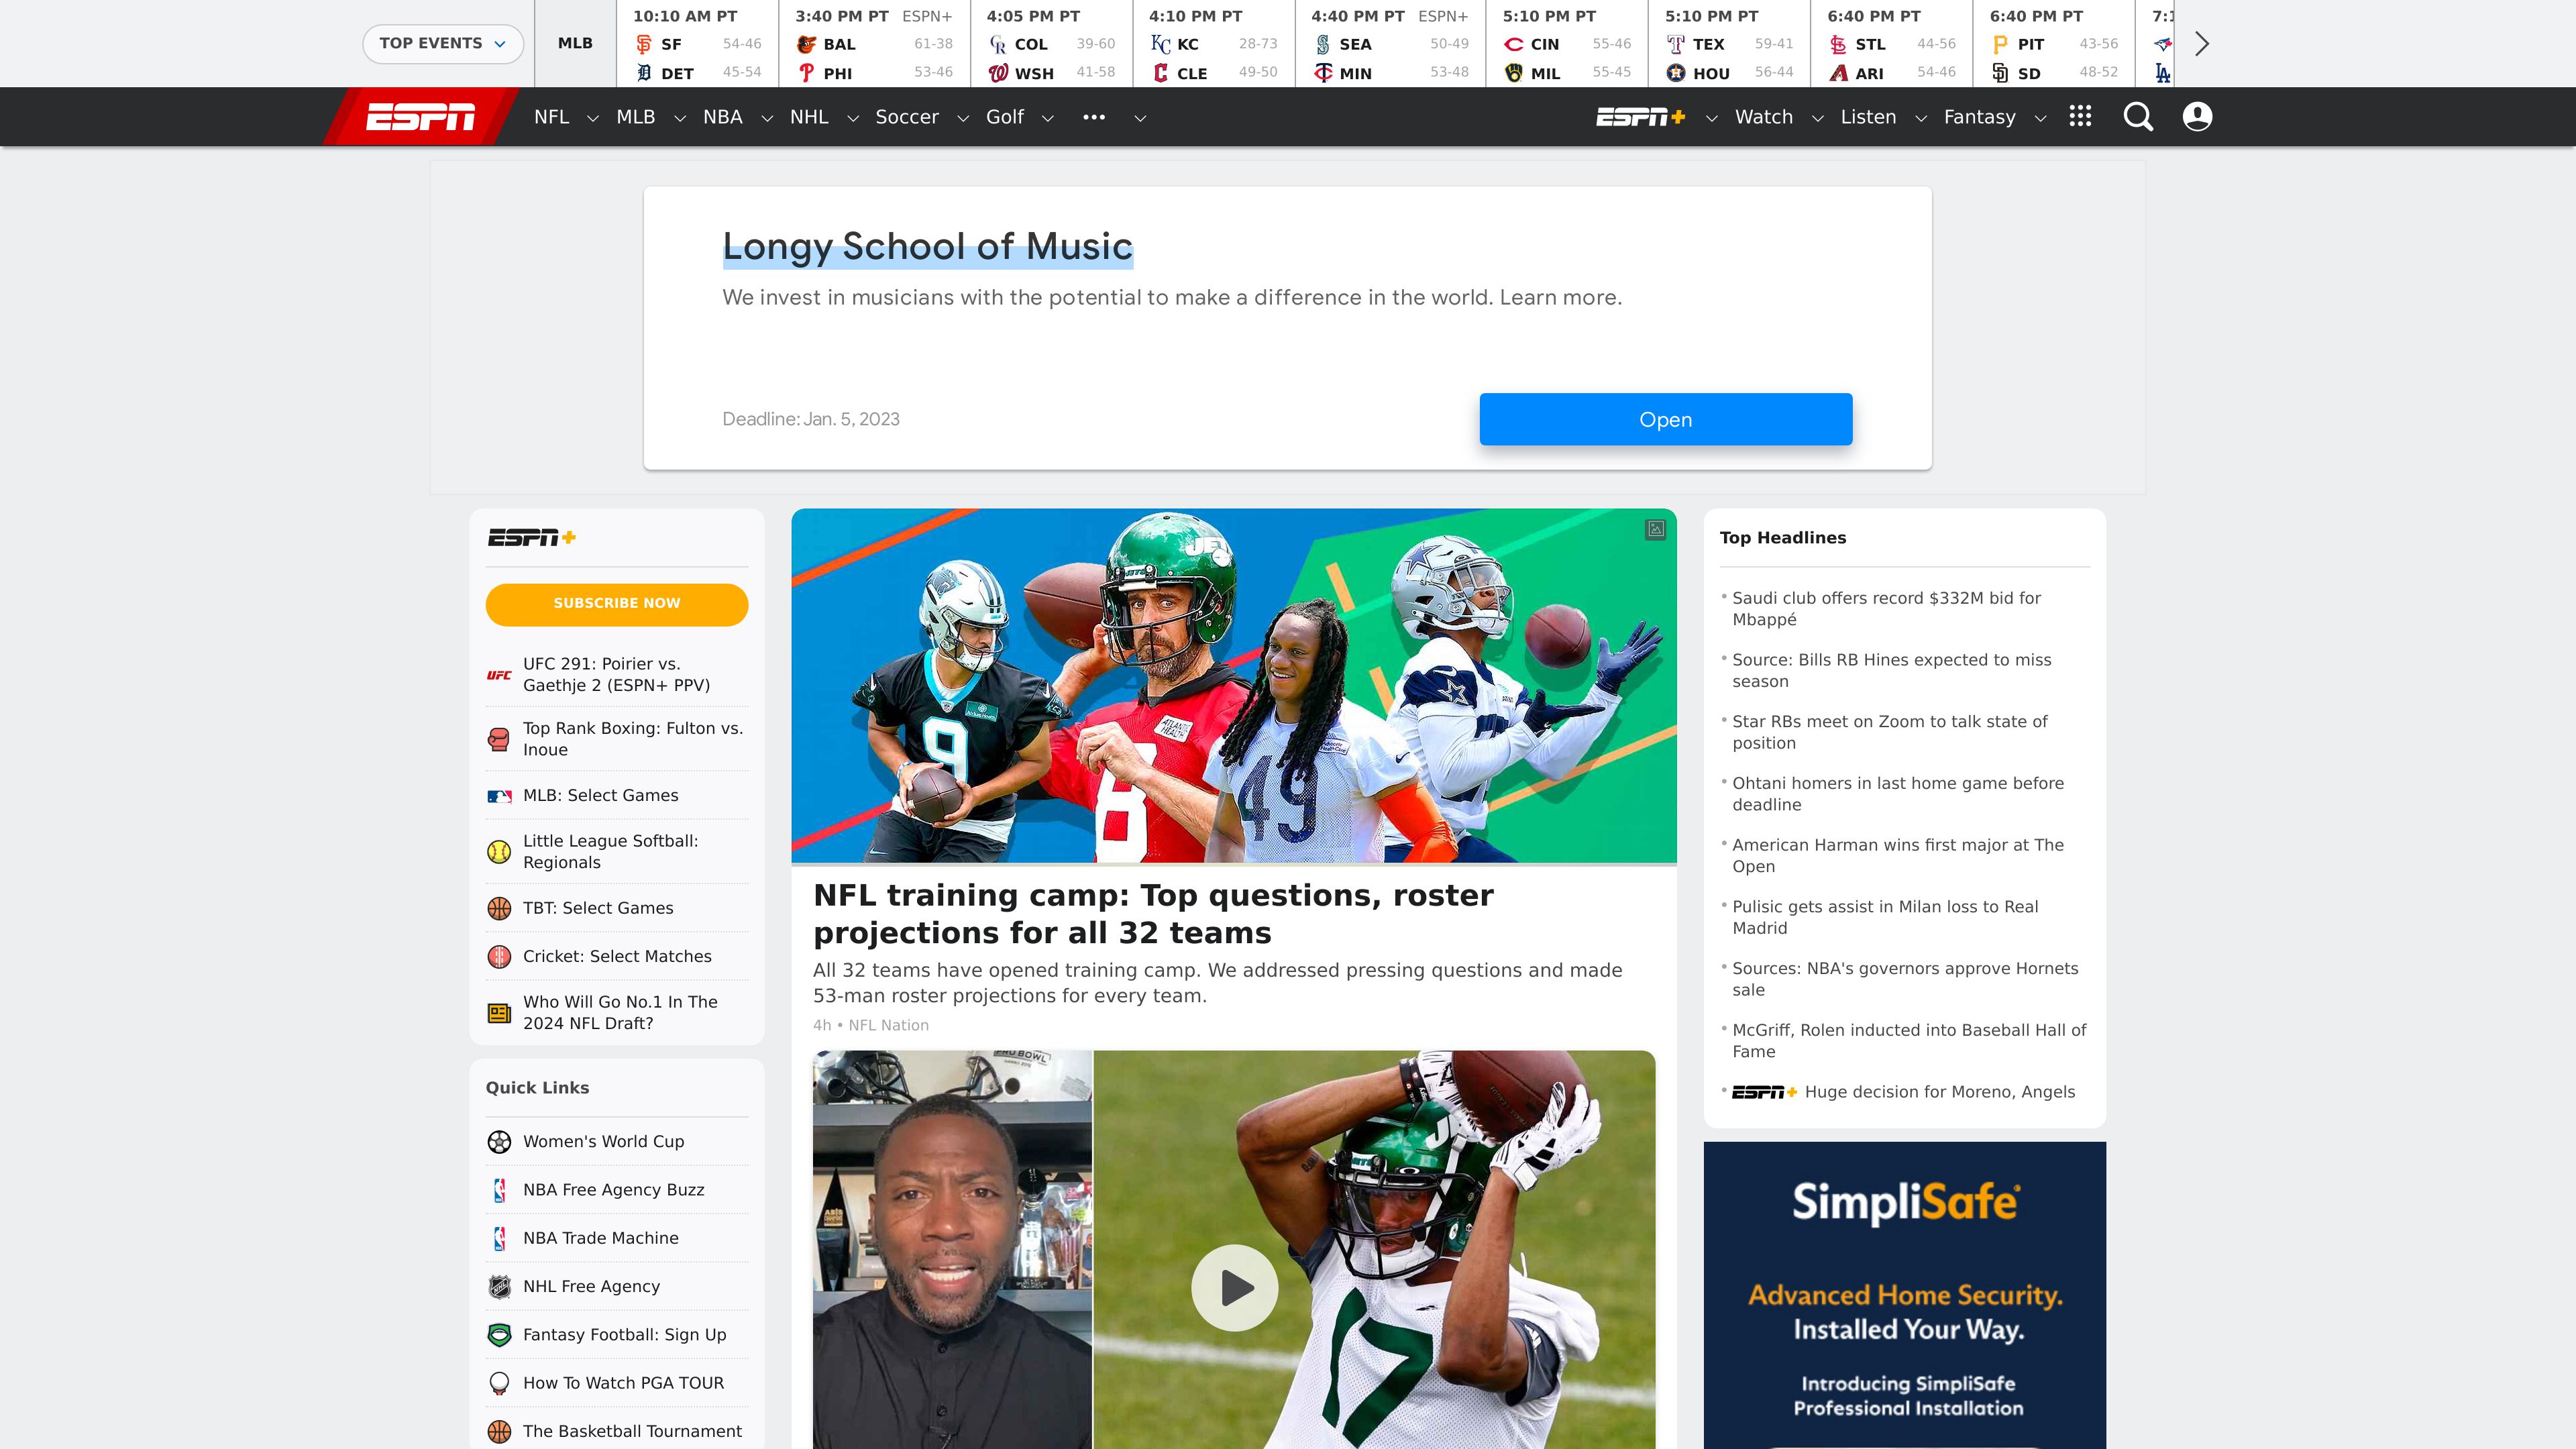 TOP EVENTS
MLB
10:10 AM PT
SF 54-46
DET 45-54
3:40 PM PT ESPN+
BAL 61-38
PHI 53-46
4:05 PM PT
COL 39-60
WSH 41-58
4:10 PM PT
KC 28-73
CLE 49-50
4:40 PM PT ESPN+
SEA 50-49
MIN 53-48
5:10 PM PT
CIN 55-46
MIL 55-45
5:10 PM PT
TEX 59-41
HOU 56-44
6:40 PM PT
STL 44-56
ARI 54-46
6:40 PM PT
PIT 43-56
SD 48-52
ESPN NFL MLB NBA NHL Soccer Golf ••• ESPN+ Watch Listen Fantasy
Longy School of Music
We invest in musicians with the potential to make a difference in the world. Learn more.
Deadline: Jan. 5, 2023
Open
ESPN+
SUBSCRIBE NOW
UFC
UFC 291: Poirier vs.
Gaethje 2 (ESPN+ PPV)
Top Rank Boxing: Fulton vs.
Inoue
MLB: Select Games
Little League Softball:
Regionals
TBT: Select Games
Cricket: Select Matches
Who Will Go No.1 In The
2024 NFL Draft?
Quick Links
Women's World Cup
NBA Free Agency Buzz
NBA Trade Machine
NHL Free Agency
Fantasy Football: Sign Up
How To Watch PGA TOUR
The Basketball Tournament
JETS
9
8
ATLANTIC
HEALTH
49
NFL training camp: Top questions, roster
projections for all 32 teams
All 32 teams have opened training camp. We addressed pressing questions and made
53-man roster projections for every team.
4h • NFL Nation
PRO BOWL
17
Top Headlines
• Saudi club offers record $332M bid for
Mbappé
• Source: Bills RB Hines expected to miss
season
• Star RBs meet on Zoom to talk state of
position
• Ohtani homers in last home game before
deadline
• American Harman wins first major at The
Open
• Pulisic gets assist in Milan loss to Real
Madrid
• Sources: NBA's governors approve Hornets
sale
• McGriff, Rolen inducted into Baseball Hall of
Fame
• ESPN+ Huge decision for Moreno, Angels
SimpliSafe
Advanced Home Security.
Installed Your Way.
Introducing SimpliSafe
Professional Installation